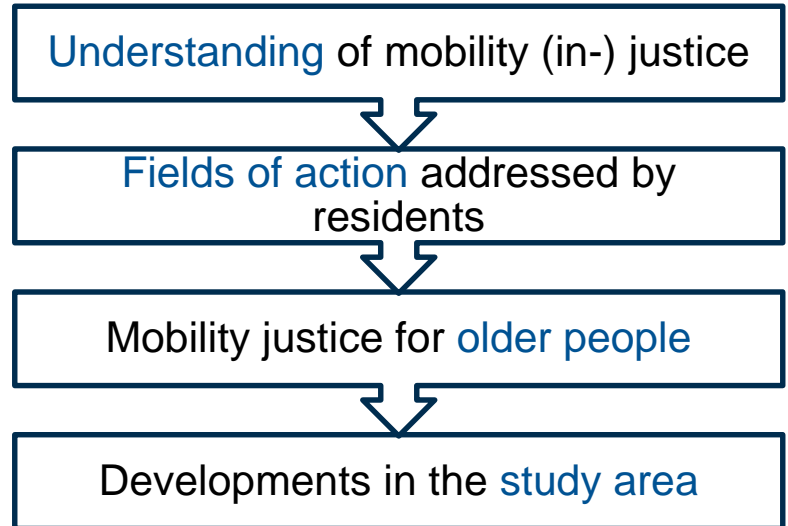 Understanding of mobility (in-) justice
Fields of action addressed by
residents
Mobility justice for older people
Developments in the study area